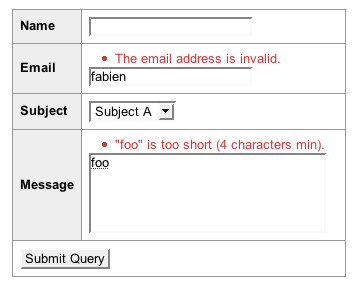 Name
• The email address is invalid.
Email
fabien
Subject
Subject A
• "foo" is too short (4 characters min).
foo
Message
Submit Query